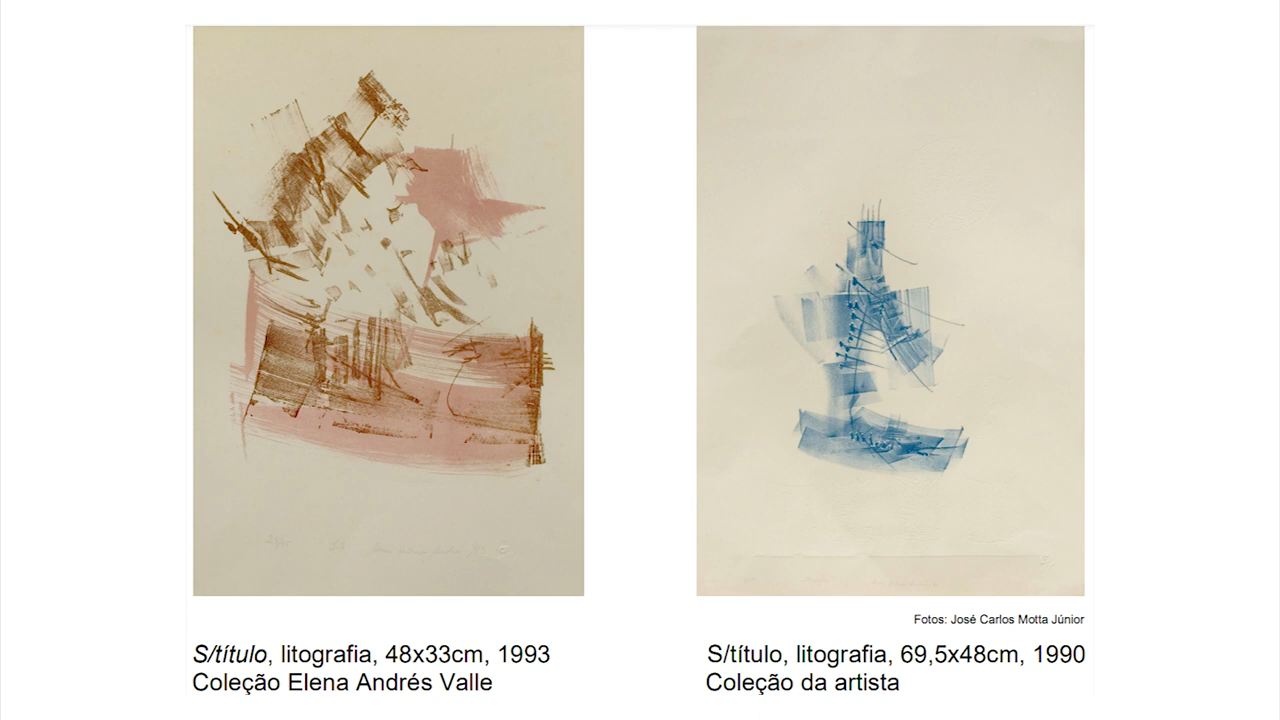 Fotos: José Carlos Motta Júnior
S/título, litografia, 48x33cm, 1993
Coleção Elena Andrés Valle
S/título, litografia, 69,5x48cm, 1990
Coleção da artista